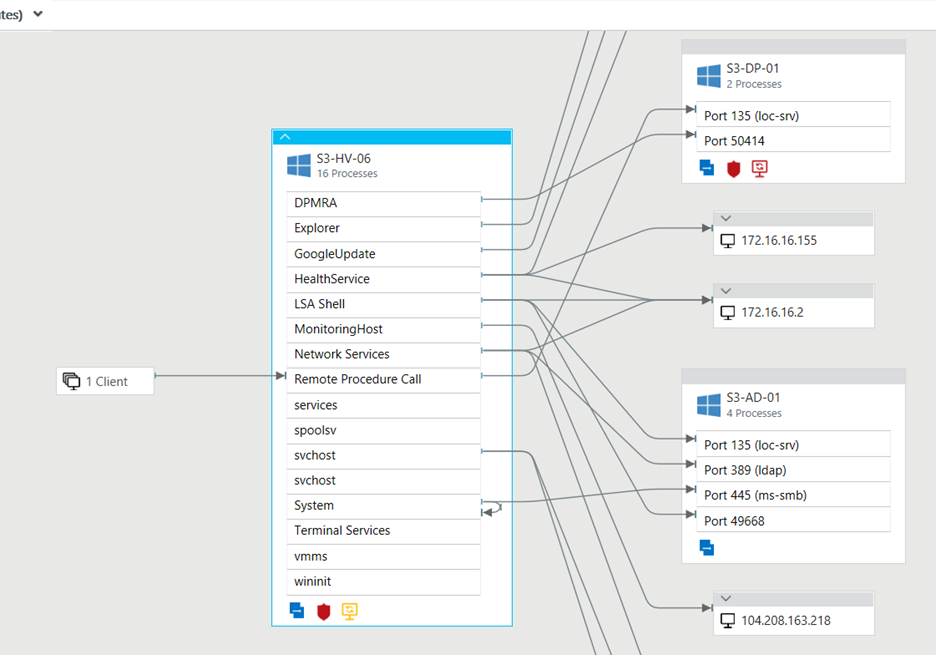 tes)
S3-HV-06
16 Processes
DPMRA
Explorer
GoogleUpdate
HealthService
LSA Shell
MonitoringHost
Network Services
Remote Procedure Call
services
spoolsv
svchost
svchost
System
Terminal Services
vmms
wininit
1 Client
S3-DP-01
2 Processes
Port 135 (loc-srv)
Port 50414
172.16.16.155
172.16.16.2
S3-AD-01
4 Processes
Port 135 (loc-srv)
Port 389 (ldap)
Port 445 (ms-smb)
Port 49668
104.208.163.218